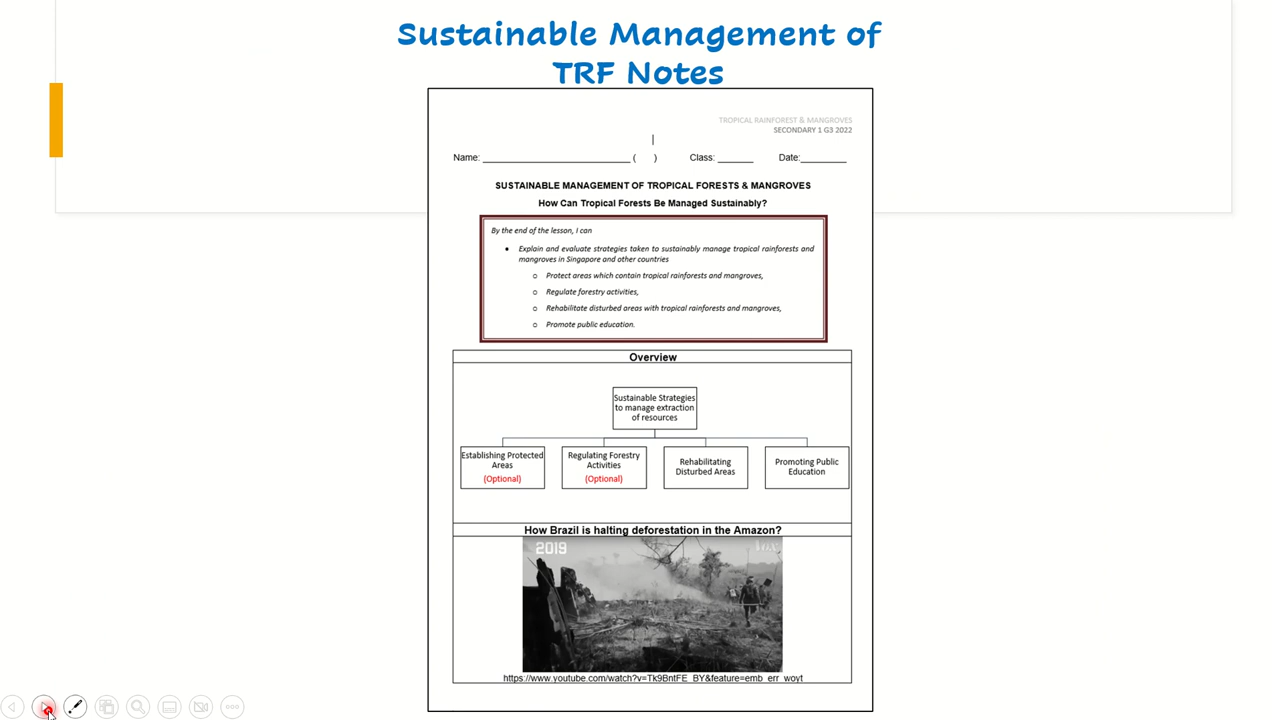 Sustainable Management of
TRF Notes
TROPICAL RAINFOREST & MANGROVES
SECONDARY 1 G3 2022
Name: ____________________________ ( ) Class: _______ Date:_________
SUSTAINABLE MANAGEMENT OF TROPICAL FORESTS & MANGROVES
How Can Tropical Forests Be Managed Sustainably?
By the end of the lesson, I can
• Explain and evaluate strategies taken to sustainably manage tropical rainforests and
mangroves in Singapore and other countries
o Protect areas which contain tropical rainforests and mangroves,
o Regulate forestry activities,
o Rehabilitate disturbed areas with tropical rainforests and mangroves,
o Promote public education.
Overview
Sustainable Strategies
to manage extraction
of resources
Establishing Protected
Areas
(Optional)
Regulating Forestry
Activities
(Optional)
Rehabilitating
Disturbed Areas
Promoting Public
Education
How Brazil is halting deforestation in the Amazon?
2019
https://www.youtube.com/watch?v=Tk9BntFE_BY&feature=emb_err_woyt